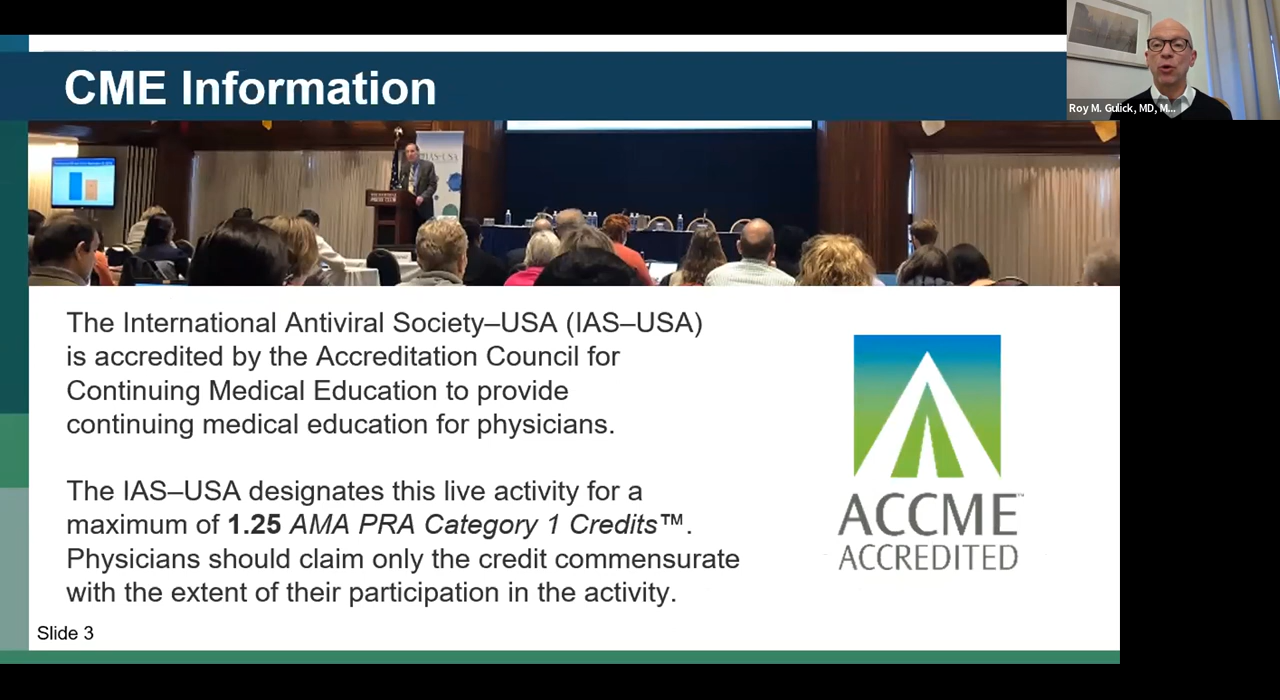 CME Information
Roy M. Gulick, MD, M...
IAS-USA
The International Antiviral Society–USA (IAS–USA)
is accredited by the Accreditation Council for
Continuing Medical Education to provide
continuing medical education for physicians.
The IAS–USA designates this live activity for a
maximum of 1.25 AMA PRA Category 1 Credits™.
Physicians should claim only the credit commensurate
with the extent of their participation in the activity.
ACCME™
ACCREDITED
Slide 3